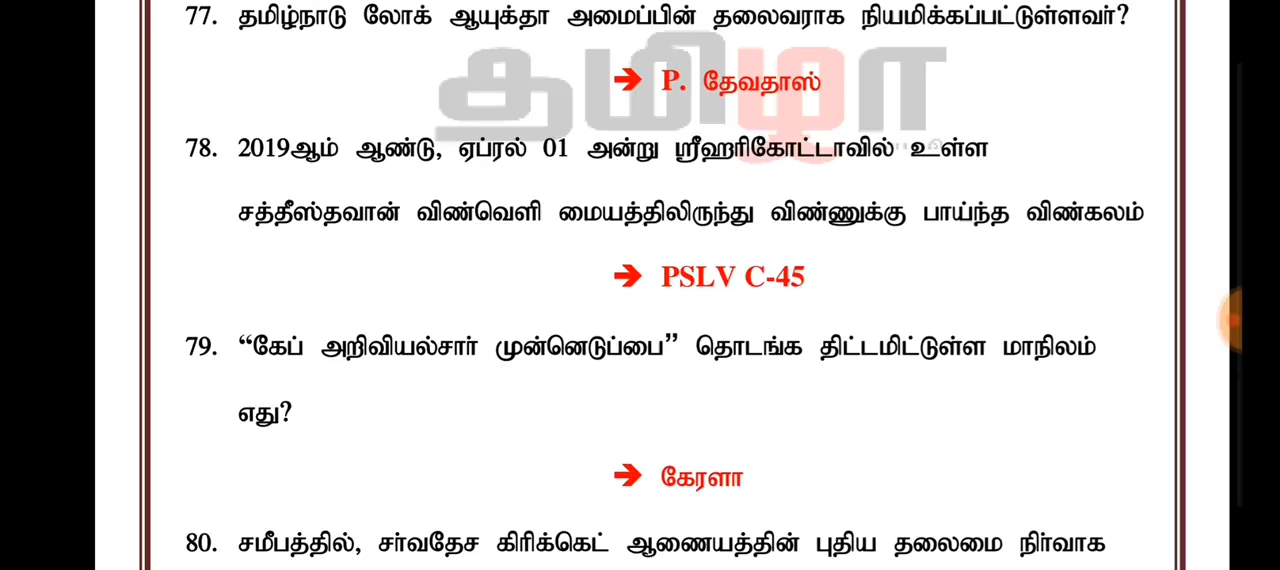 77. தமிழ்நாடு லோக் ஆயுக்தா அமைப்பின் தலைவராக நியமிக்கப்பட்டுள்ளவர்?
தமிழா
➔ P. தேவதாஸ்
78. 2019ஆம் ஆண்டு, ஏப்ரல் 01 அன்று ஸ்ரீஹரிகோட்டாவில் உள்ள
சத்தீஸ்தவான் விண்வெளி மையத்திலிருந்து விண்ணுக்கு பாய்ந்த விண்கலம்
➔ PSLV C-45
79. “கேப் அறிவியல்சார் முன்னெடுப்பை” தொடங்க திட்டமிட்டுள்ள மாநிலம்
எது?
➔ கேரளா
80. சமீபத்தில், சர்வதேச கிரிக்கெட் ஆணையத்தின் புதிய தலைமை நிர்வாக